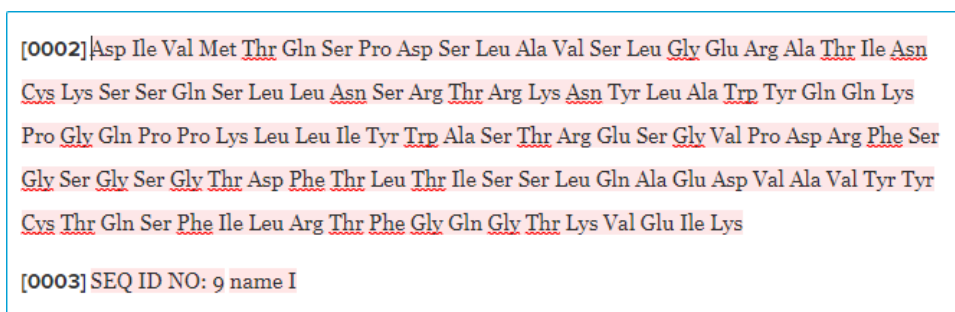 [0002] Asp Ile Val Met Thr Gln Ser Pro Asp Ser Leu Ala Val Ser Leu Gly Glu Arg Ala Thr Ile Asn
Cys Lys Ser Ser Gln Ser Leu Leu Asn Ser Arg Thr Arg Lys Asn Tyr Leu Ala Trp Tyr Gln Gln Lys
Pro Gly Gln Pro Pro Lys Leu Leu Ile Tyr Trp Ala Ser Thr Arg Glu Ser Gly Val Pro Asp Arg Phe Ser
Gly Ser Gly Ser Gly Thr Asp Phe Thr Leu Thr Ile Ser Ser Leu Gln Ala Glu Asp Val Ala Val Tyr Tyr
Cys Thr Gln Ser Phe Ile Leu Arg Thr Phe Gly Gln Gly Thr Lys Val Glu Ile Lys
[0003] SEQ ID NO: 9 name I